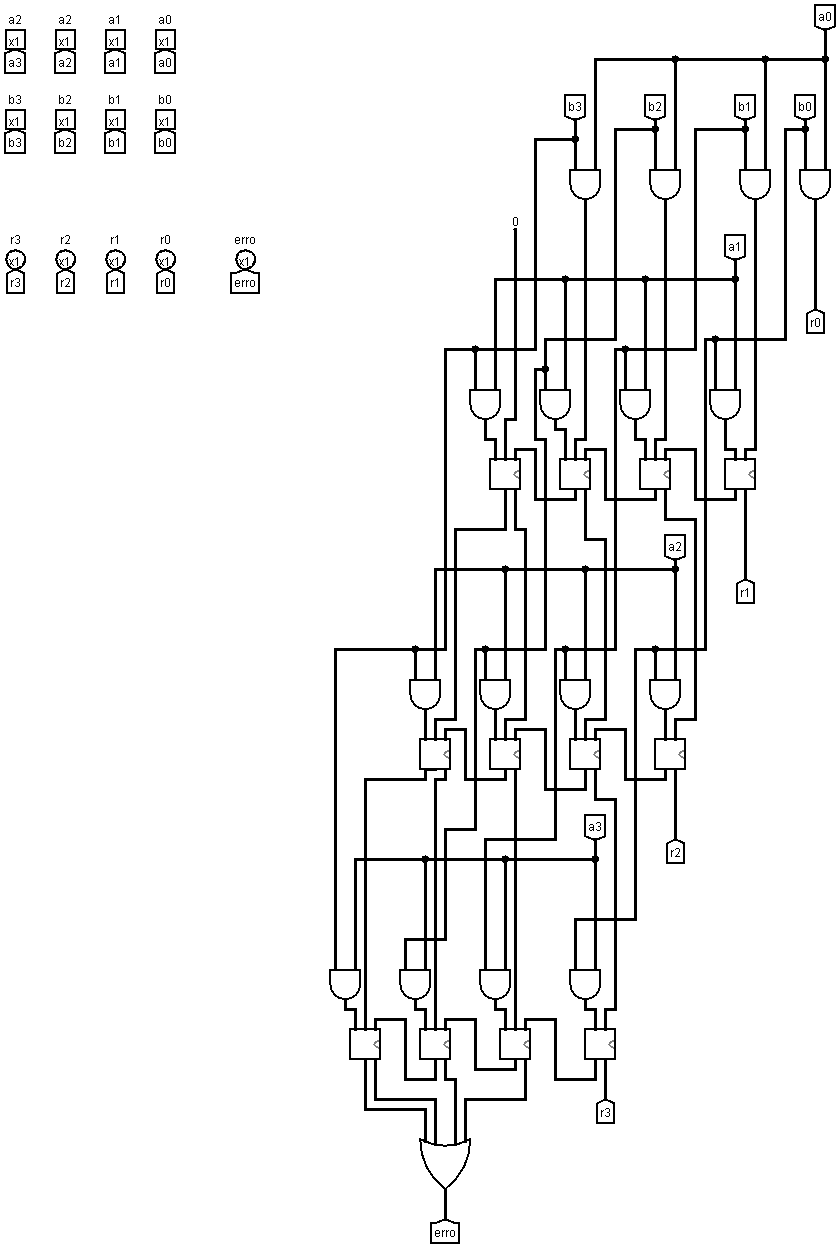 a2 a2 a1 a0
x1 x1 x1 x1
a3 a2 a1 a0
b3 b2 b1 b0
x1 x1 x1 x1
b3 b2 b1 b0
r3 r2 r1 r0 erro
x1 x1 x1 x1 x1
r3 r2 r1 r0 erro
a0
b3 b2 b1 b0
0
a1
r0
a2
r1
a3
r2
r3
erro